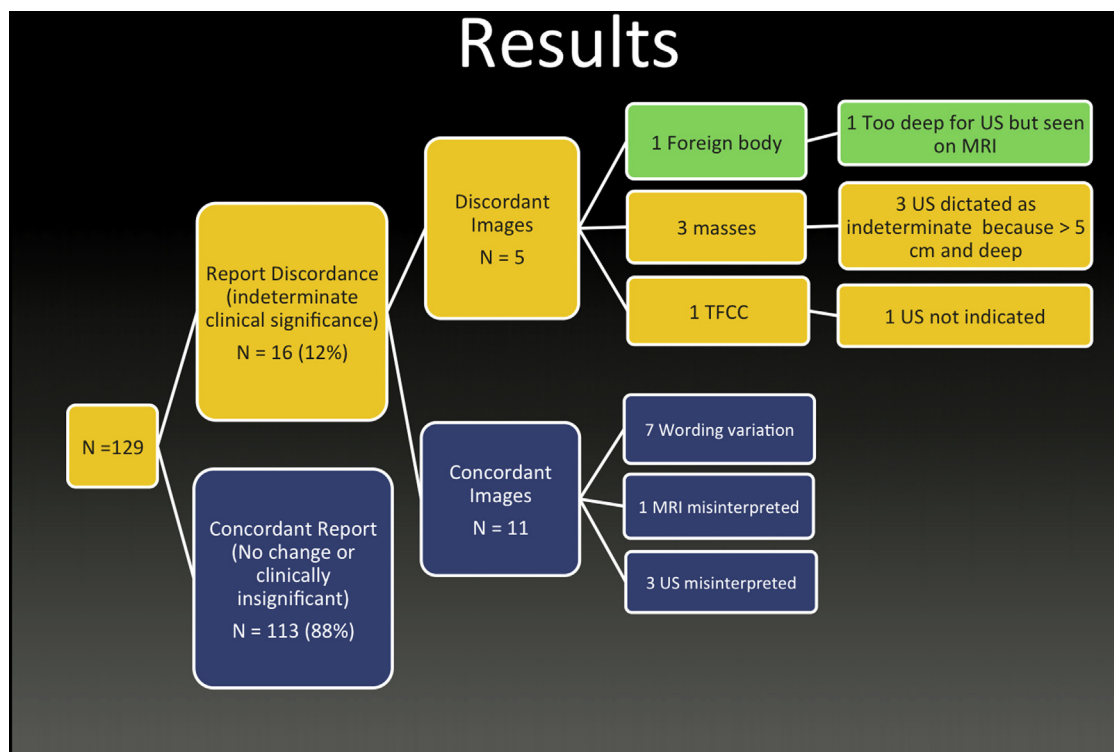 Results
N =129
Report Discordance
(indeterminate
clinical significance)
N = 16 (12%)
Concordant Report
(No change or
clinically
insignificant)
N = 113 (88%)
Discordant
Images
N = 5
Concordant
Images
N = 11
1 Foreign body
1 Too deep for US but seen
on MRI
3 masses
3 US dictated as
indeterminate because > 5
cm and deep
1 TFCC
1 US not indicated
7 Wording variation
1 MRI misinterpreted
3 US misinterpreted